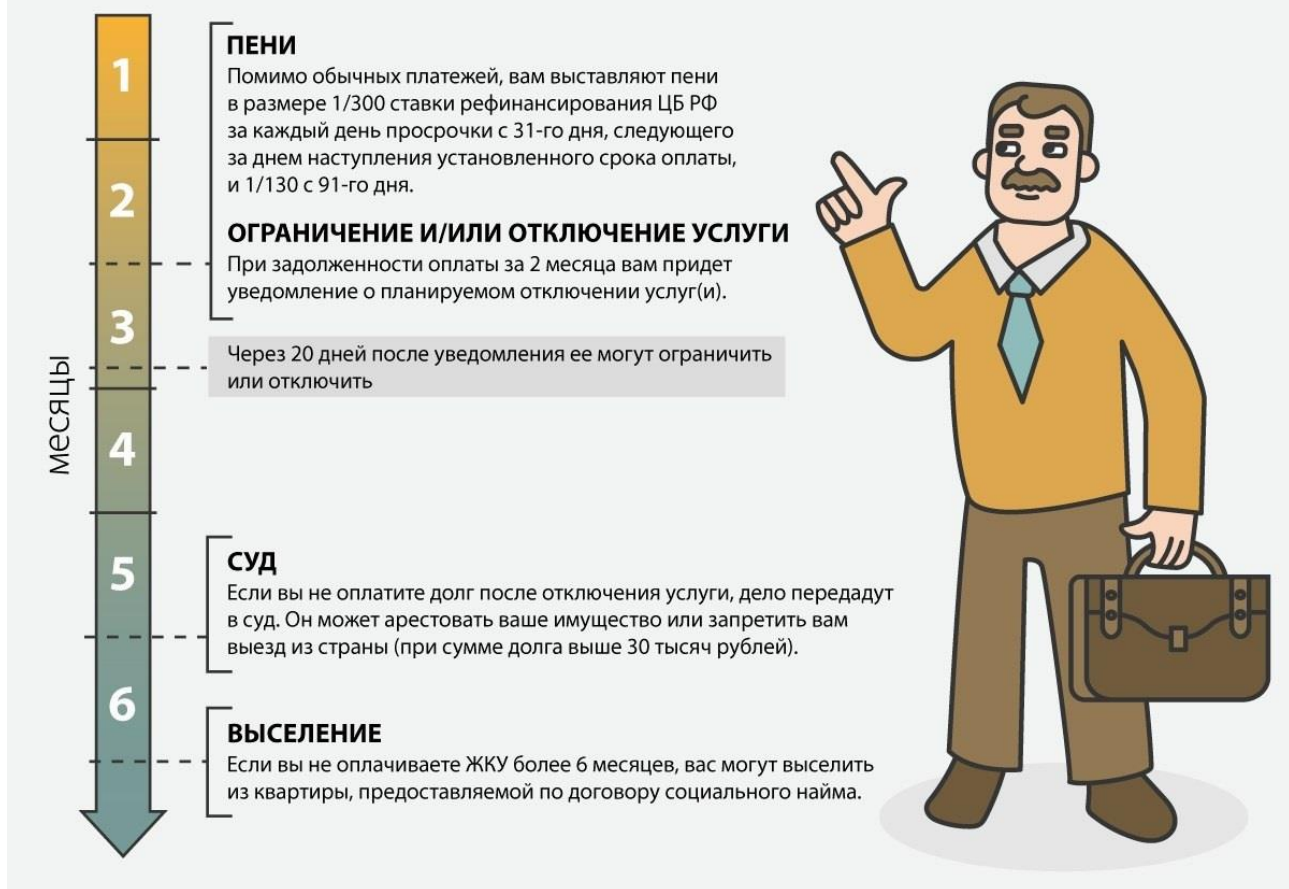 месяцы
1
2
3
4
5
6
ПЕНИ
Помимо обычных платежей, вам выставляют пени
в размере 1/300 ставки рефинансирования ЦБ РФ
за каждый день просрочки с 31-го дня, следующего
за днем наступления установленного срока оплаты,
и 1/130 с 91-го дня.
ОГРАНИЧЕНИЕ И/ИЛИ ОТКЛЮЧЕНИЕ УСЛУГИ
При задолженности оплаты за 2 месяца вам придет
уведомление о планируемом отключении услуг(и).
Через 20 дней после уведомления ее могут ограничить
или отключить
СУД
Если вы не оплатите долг после отключения услуги, дело передадут
в суд. Он может арестовать ваше имущество или запретить вам
выезд из страны (при сумме долга выше 30 тысяч рублей).
ВЫСЕЛЕНИЕ
Если вы не оплачиваете ЖКУ более 6 месяцев, вас могут выселить
из квартиры, предоставляемой по договору социального найма.